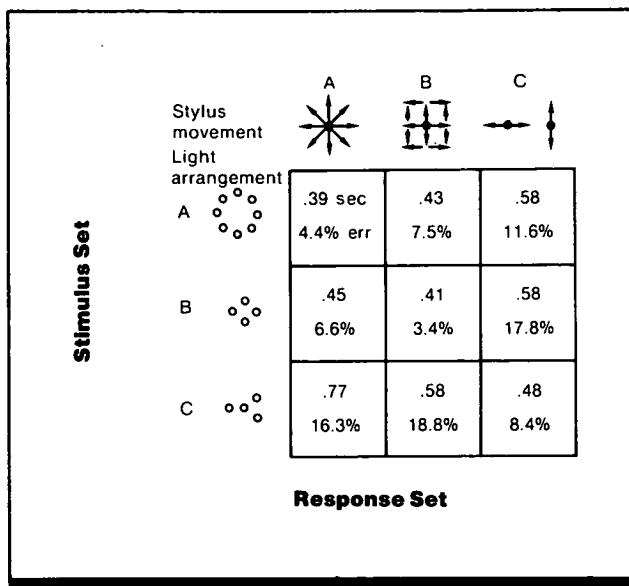 A B C
Stylus
movement
Light
arrangement
A .39 sec .43 .58
4.4% err 7.5% 11.6%
B .45 .41 .58
6.6% 3.4% 17.8%
C .77 .58 .48
16.3% 18.8% 8.4%
Stimulus Set
Response Set